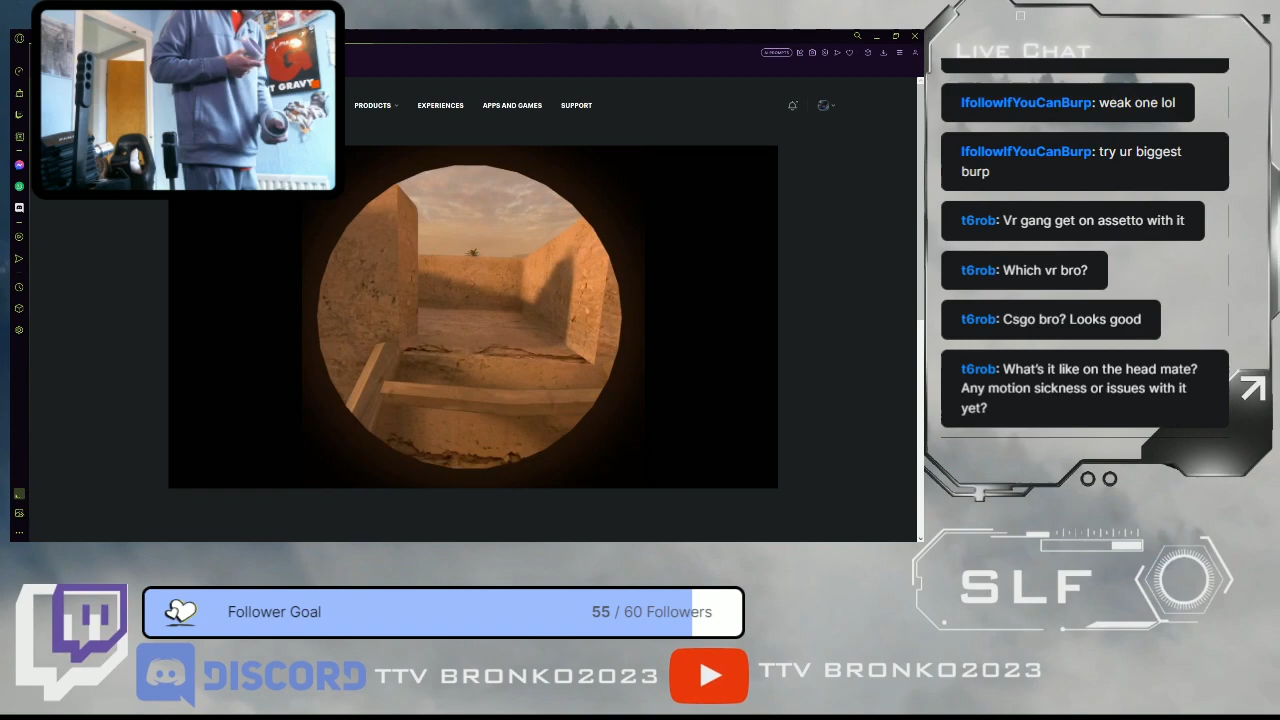 T GRAVY
AI PROMPTS
PRODUCTS
EXPERIENCES
APPS AND GAMES
SUPPORT
Live Chat
IfollowIfYouCanBurp: weak one lol
IfollowIfYouCanBurp: try ur biggest
burp
t6rob: Vr gang get on assetto with it
t6rob: Which vr bro?
t6rob: Csgo bro? Looks good
t6rob: What's it like on the head mate?
Any motion sickness or issues with it
yet?
SLF
Follower Goal
55 / 60 Followers
DISCORD
TTV BRONKO2023
TTV BRONKO2023